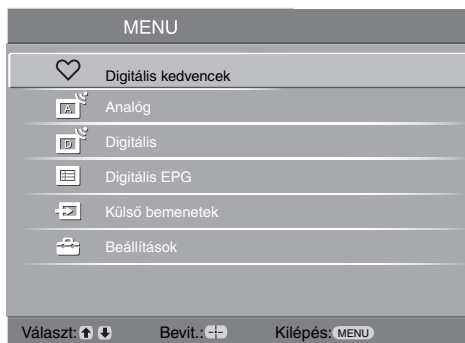 MENU
Digitális kedvencek
A Analóg
D Digitális
Digitális EPG
Külső bemenetek
Beállítások
Választ: Bevit.: Kilépés: MENU